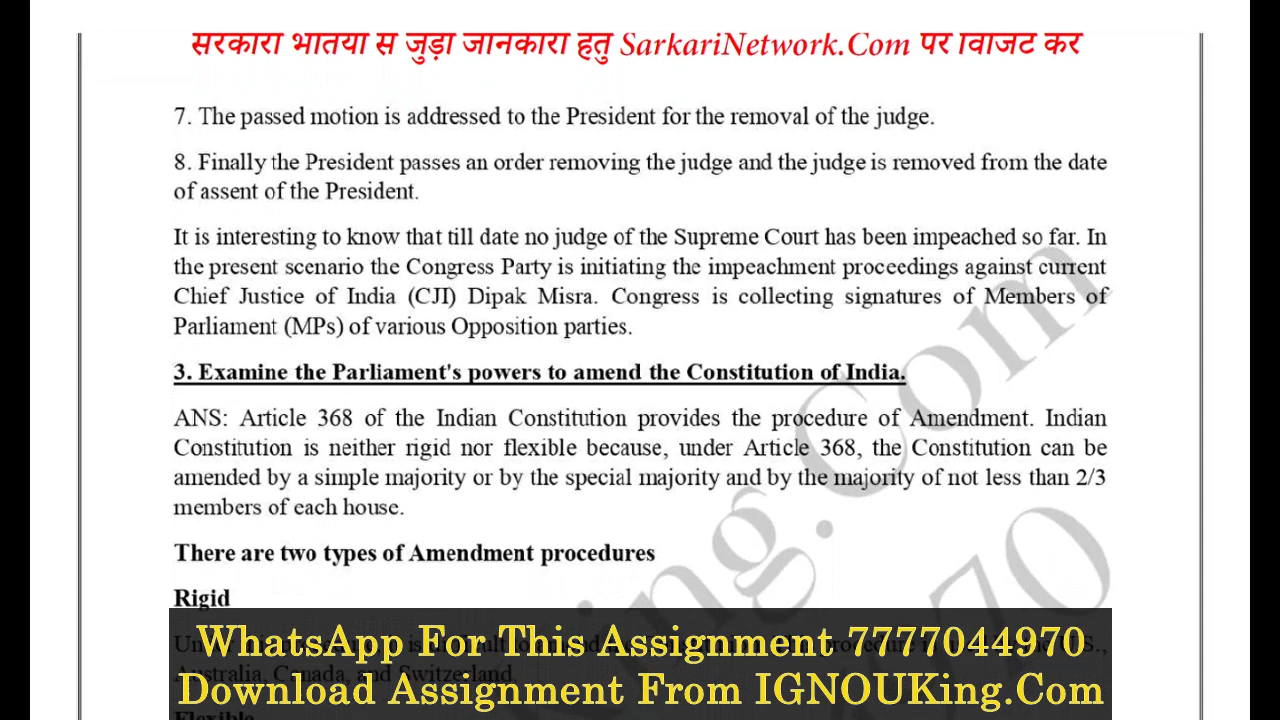 सरकारा भातया स जुड़ा जानकारा हतु SarkariNetwork.Com पर विाजट कर
7. The passed motion is addressed to the President for the removal of the judge.
8. Finally the President passes an order removing the judge and the judge is removed from the date
of assent of the President.
It is interesting to know that till date no judge of the Supreme Court has been impeached so far. In
the present scenario the Congress Party is initiating the impeachment proceedings against current
Chief Justice of India (CJI) Dipak Misra. Congress is collecting signatures of Members of
Parliament (MPs) of various Opposition parties.
3. Examine the Parliament's powers to amend the Constitution of India.
ANS: Article 368 of the Indian Constitution provides the procedure of Amendment. Indian
Constitution is neither rigid nor flexible because, under Article 368, the Constitution can be
amended by a simple majority or by the special majority and by the majority of not less than 2/3
members of each house.
There are two types of Amendment procedures
Rigid
WhatsApp For This Assignment 7777044970
Australia, Canada, and Switzerland.
Download Assignment From IGNOUKing.Com
Flexible
ing.Com
970